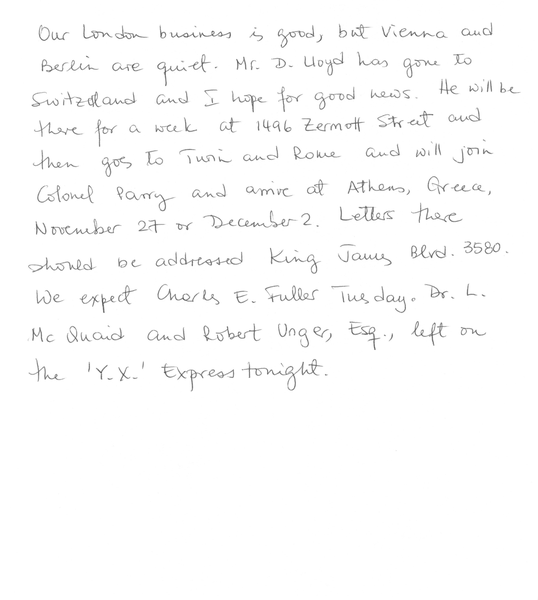 Our London business is good, but Vienna and
Berlin are quiet. Mr. D. Lloyd has gone to
Switzerland and I hope for good news. He will be
there for a week at 1496 Zermott Street and
then goes to Turin and Rome and will join
Colonel Parry and arrive at Athens, Greece,
November 27 or December 2. Letters there
should be addressed King James Blvd. 3580.
We expect Charles E. Fuller Tuesday. Dr. L.
Mc Quaid and Robert Unger, Esq., left on
the 'Y.X.' Express tonight.